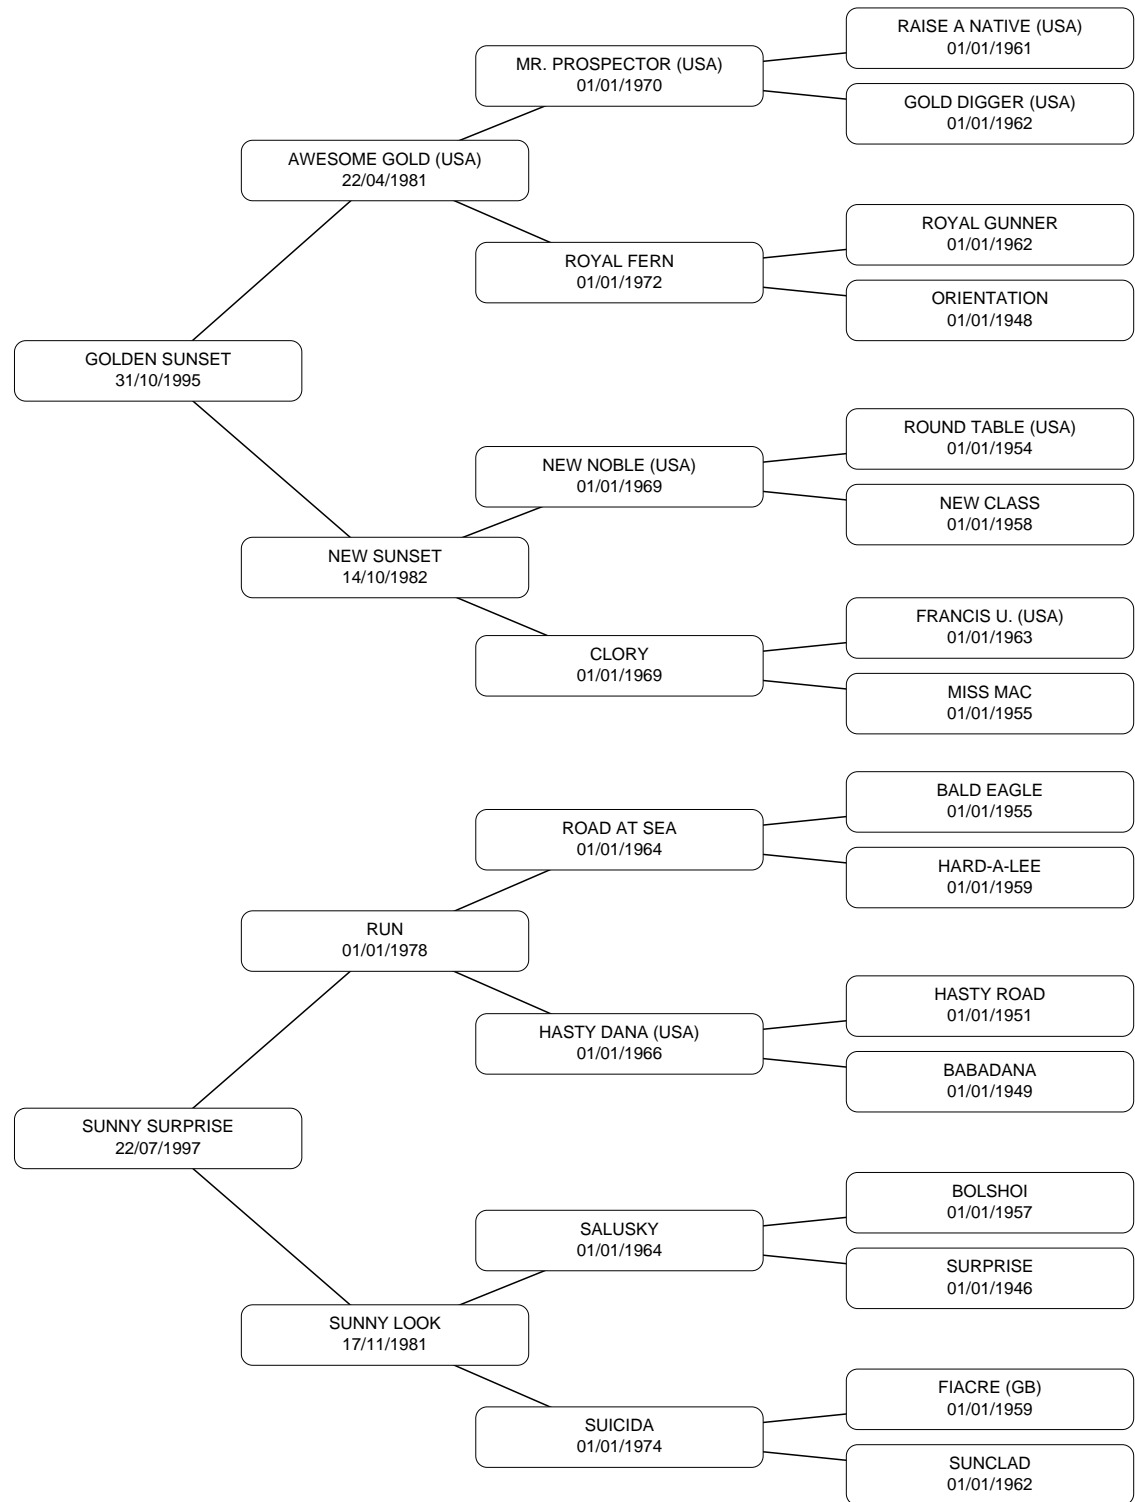 RAISE A NATIVE (USA)
01/01/1961
MR. PROSPECTOR (USA)
01/01/1970
GOLD DIGGER (USA)
01/01/1962
AWESOME GOLD (USA)
22/04/1981
ROYAL GUNNER
01/01/1962
ROYAL FERN
01/01/1972
ORIENTATION
01/01/1948
GOLDEN SUNSET
31/10/1995
ROUND TABLE (USA)
01/01/1954
NEW NOBLE (USA)
01/01/1969
NEW CLASS
01/01/1958
NEW SUNSET
14/10/1982
FRANCIS U. (USA)
01/01/1963
CLORY
01/01/1969
MISS MAC
01/01/1955
BALD EAGLE
01/01/1955
ROAD AT SEA
01/01/1964
HARD-A-LEE
01/01/1959
RUN
01/01/1978
HASTY ROAD
01/01/1951
HASTY DANA (USA)
01/01/1966
BABADANA
01/01/1949
SUNNY SURPRISE
22/07/1997
BOLSHOI
01/01/1957
SALUSKY
01/01/1964
SURPRISE
01/01/1946
SUNNY LOOK
17/11/1981
FIACRE (GB)
01/01/1959
SUICIDA
01/01/1974
SUNCLAD
01/01/1962